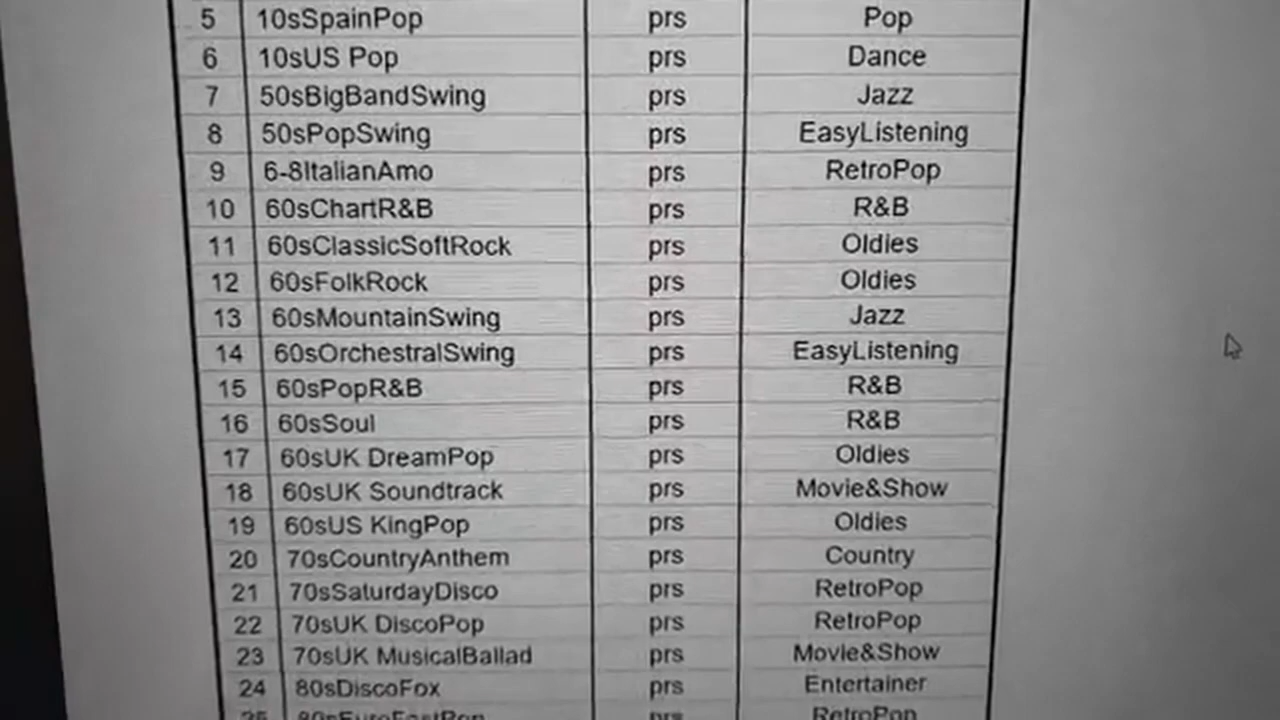 5 10sSpainPop prs Pop
6 10sUS Pop prs Dance
7 50sBigBandSwing prs Jazz
8 50sPopSwing prs EasyListening
9 6-8ItalianAmo prs RetroPop
10 60sChartR&B prs R&B
11 60sClassicSoftRock prs Oldies
12 60sFolkRock prs Oldies
13 60sMountainSwing prs Jazz
14 60sOrchestralSwing prs EasyListening
15 60sPopR&B prs R&B
16 60sSoul prs R&B
17 60sUK DreamPop prs Oldies
18 60sUK Soundtrack prs Movie&Show
19 60sUS KingPop prs Oldies
20 70sCountryAnthem prs Country
21 70sSaturdayDisco prs RetroPop
22 70sUK DiscoPop prs RetroPop
23 70sUK MusicalBallad prs Movie&Show
24 80sDiscoFox prs Entertainer
25 80sEuroFastPop prs RetroPop